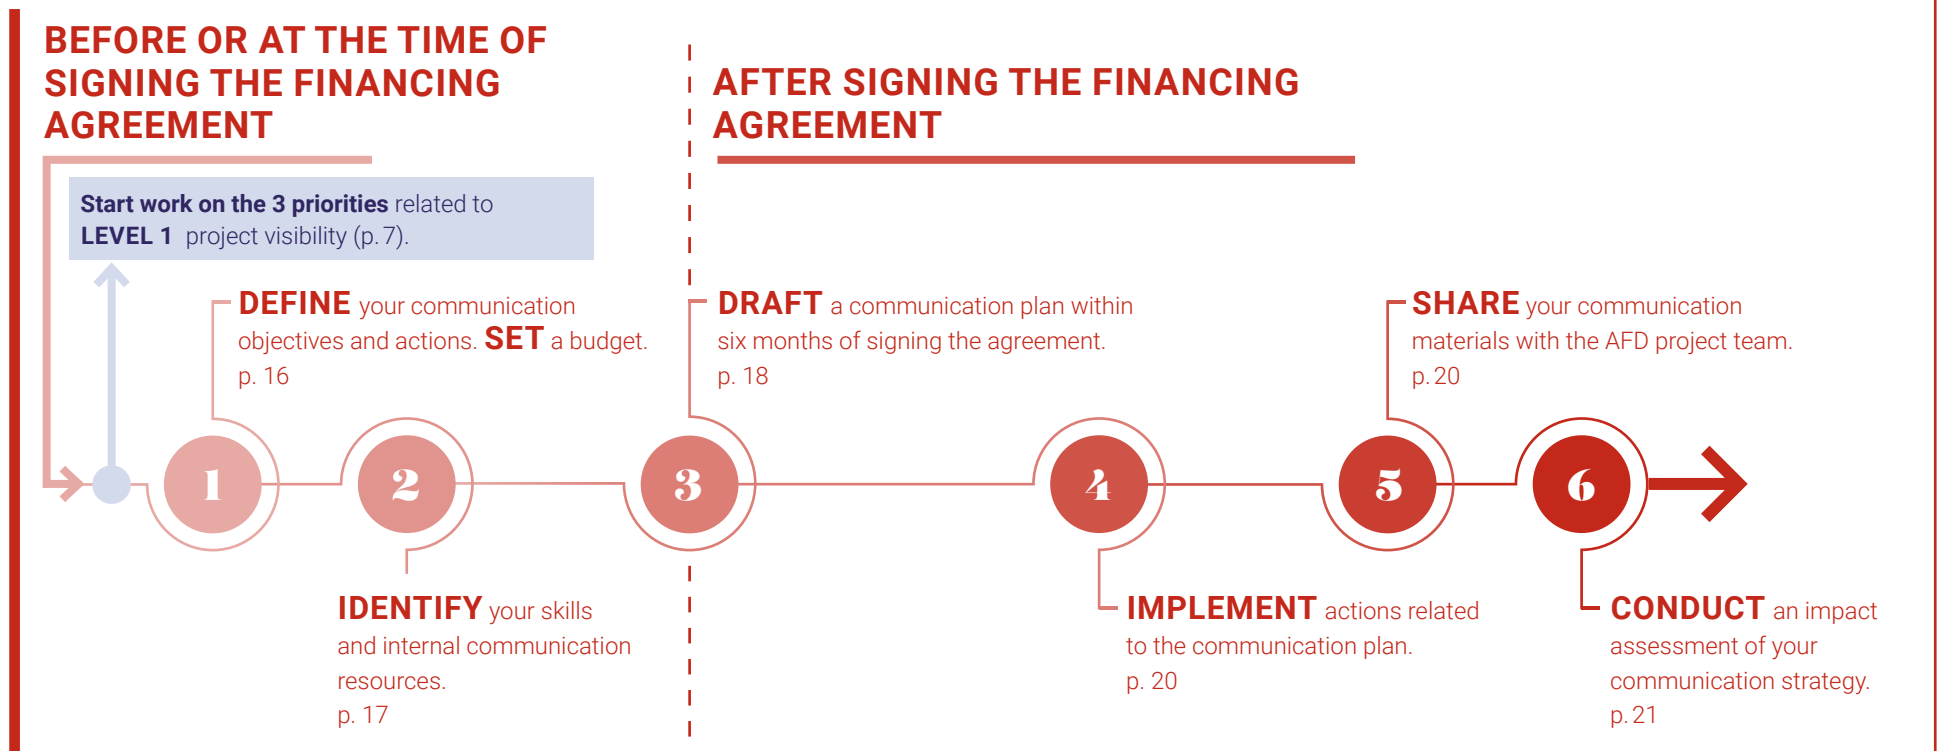 BEFORE OR AT THE TIME OF
SIGNING THE FINANCING
AGREEMENT
AFTER SIGNING THE FINANCING
AGREEMENT
Start work on the 3 priorities related to
LEVEL 1 project visibility (p. 7).
DEFINE your communication
objectives and actions. SET a budget.
p. 16
DRAFT a communication plan within
six months of signing the agreement.
p. 18
SHARE your communication
materials with the AFD project team.
p. 20
1
2
3
4
5
6
IDENTIFY your skills
and internal communication
resources.
p. 17
IMPLEMENT actions related
to the communication plan.
p. 20
CONDUCT an impact
assessment of your
communication strategy.
p. 21